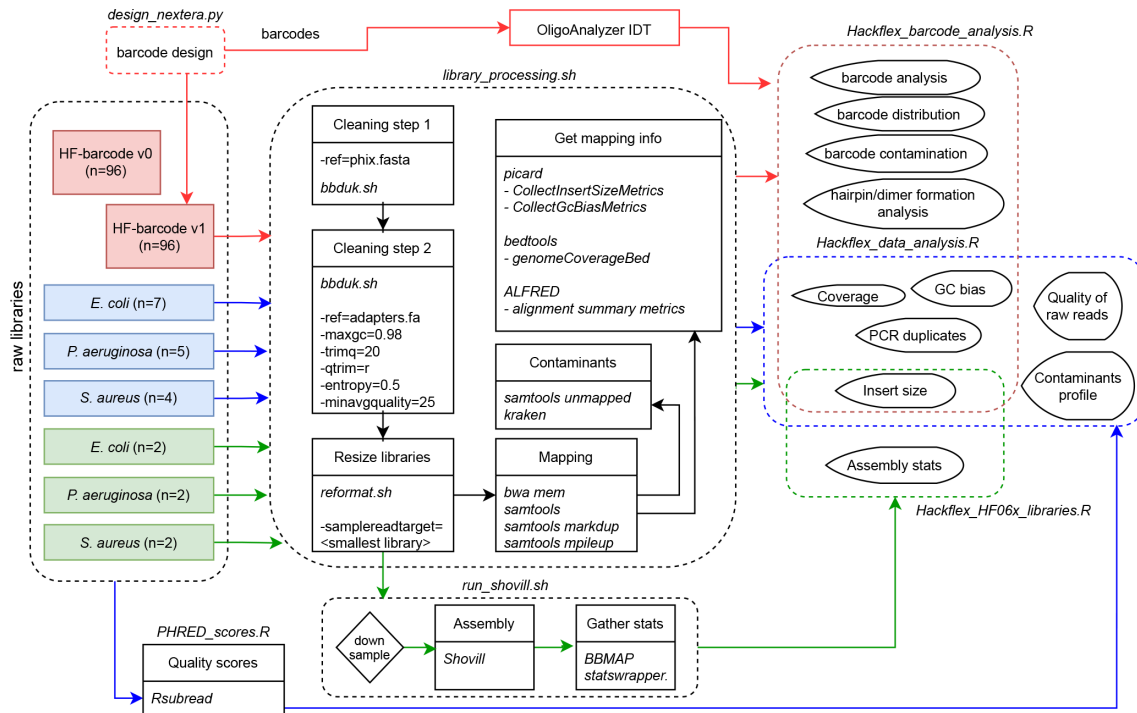 design_nextera.py
barcode design
barcodes
OligoAnalyzer IDT
Hackflex_barcode_analysis.R
barcode analysis
barcode distribution
barcode contamination
hairpin/dimer formation
analysis
raw libraries
HF-barcode v0
(n=96)
HF-barcode v1
(n=96)
E. coli (n=7)
P. aeruginosa (n=5)
S. aureus (n=4)
E. coli (n=2)
P. aeruginosa (n=2)
S. aureus (n=2)
library_processing.sh
Cleaning step 1
-ref=phix.fasta
bbduk.sh
Cleaning step 2
bbduk.sh
-ref=adapters.fa
-maxgc=0.98
-trimq=20
-qtrim=r
-entropy=0.5
-minavgquality=25
Resize libraries
reformat.sh
-samplereadtarget=
<smallest library>
Get mapping info
picard
- CollectInsertSizeMetrics
- CollectGcBiasMetrics
bedtools
- genomeCoverageBed
ALFRED
- alignment summary metrics
Contaminants
samtools unmapped
kraken
Mapping
bwa mem
samtools
samtools markdup
samtools mpileup
Hackflex_data_analysis.R
Coverage
GC bias
PCR duplicates
Insert size
Quality of
raw reads
Contaminants
profile
Assembly stats
Hackflex_HF06x_libraries.R
run_shovill.sh
down
sample
Assembly
Shovill
Gather stats
BBMAP
statswrapper.
PHRED_scores.R
Quality scores
Rsubread